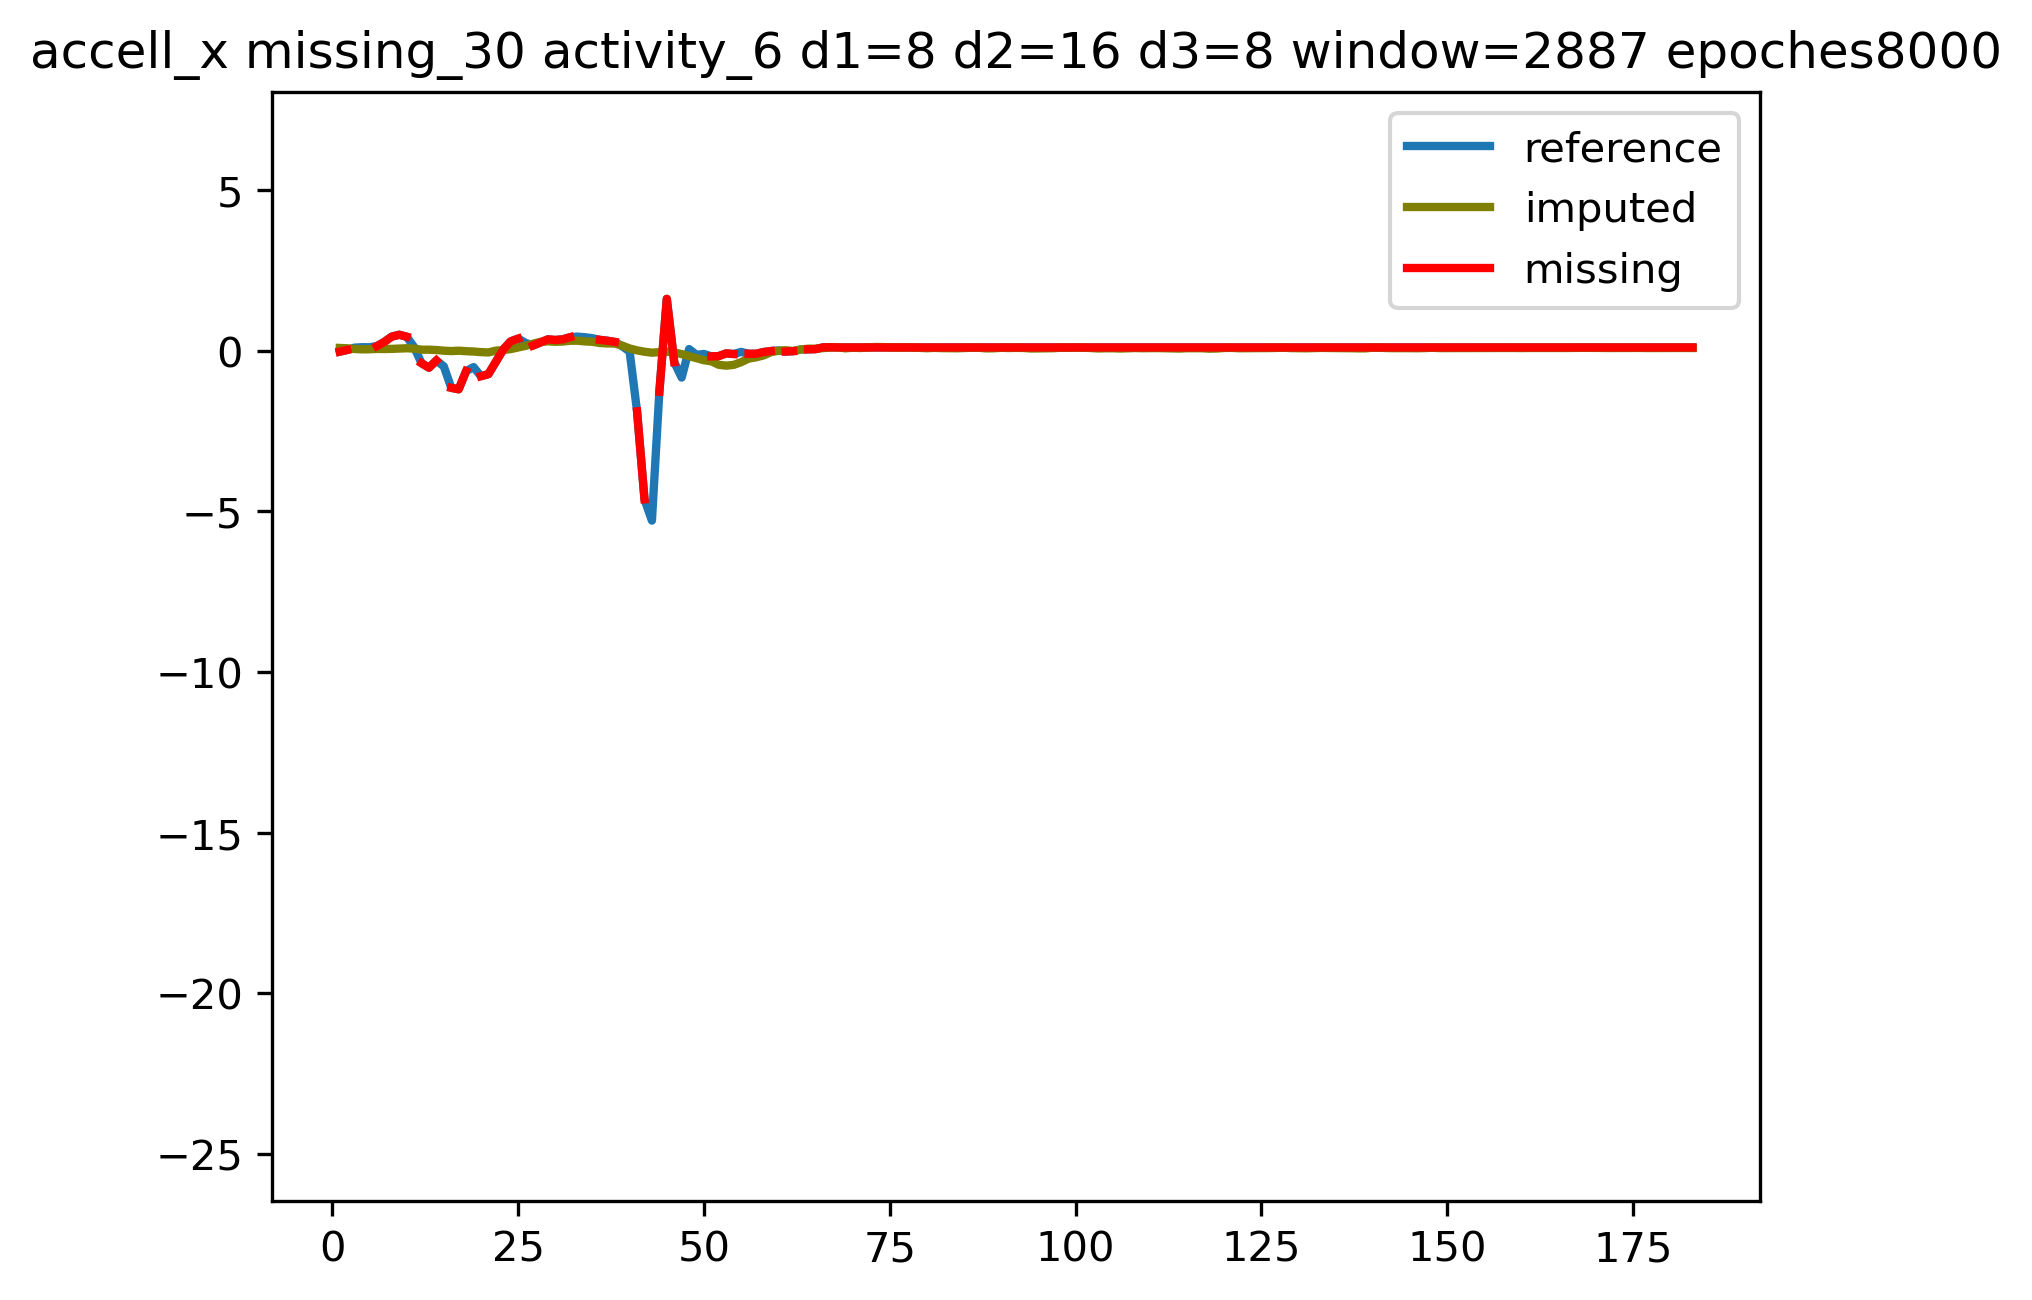 accell_x missing_30 activity_6 d1=8 d2=16 d3=8 window=2887 epoches8000
reference
imputed
missing
5
0
−5
−10
−15
−20
−25
0 25 50 75 100 125 150 175